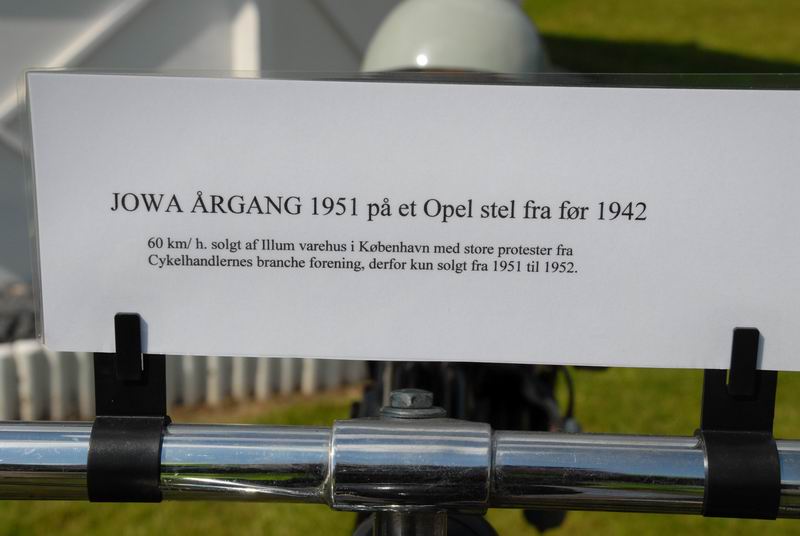 JOWA ÅRGANG 1951 på et Opel stel fra før 1942
60 km/ h. solgt af Illum varehus i København med store protester fra
Cykelhandlernes branche forening, derfor kun solgt fra 1951 til 1952.